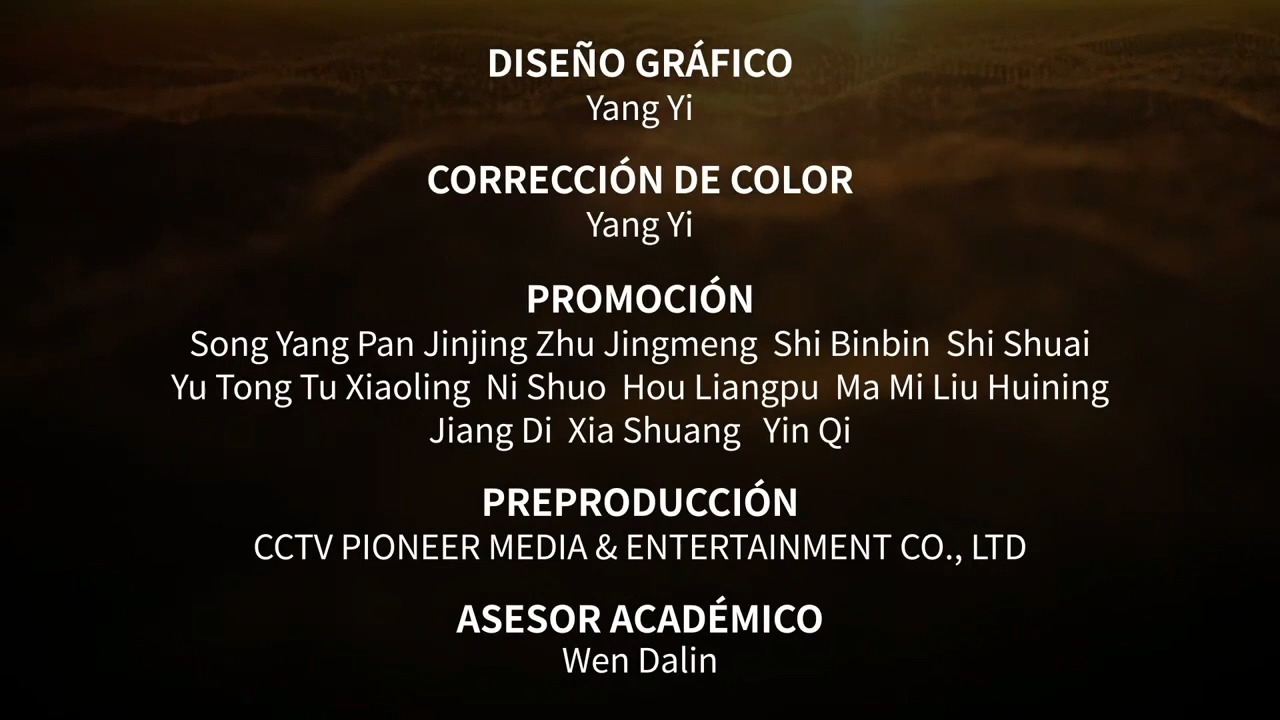 DISEÑO GRÁFICO
Yang Yi
CORRECCIÓN DE COLOR
Yang Yi
PROMOCIÓN
Song Yang Pan Jinjing Zhu Jingmeng Shi Binbin Shi Shuai
Yu Tong Tu Xiaoling Ni Shuo Hou Liangpu Ma Mi Liu Huining
Jiang Di Xia Shuang Yin Qi
PREPRODUCCIÓN
CCTV PIONEER MEDIA & ENTERTAINMENT CO., LTD
ASESOR ACADÉMICO
Wen Dalin